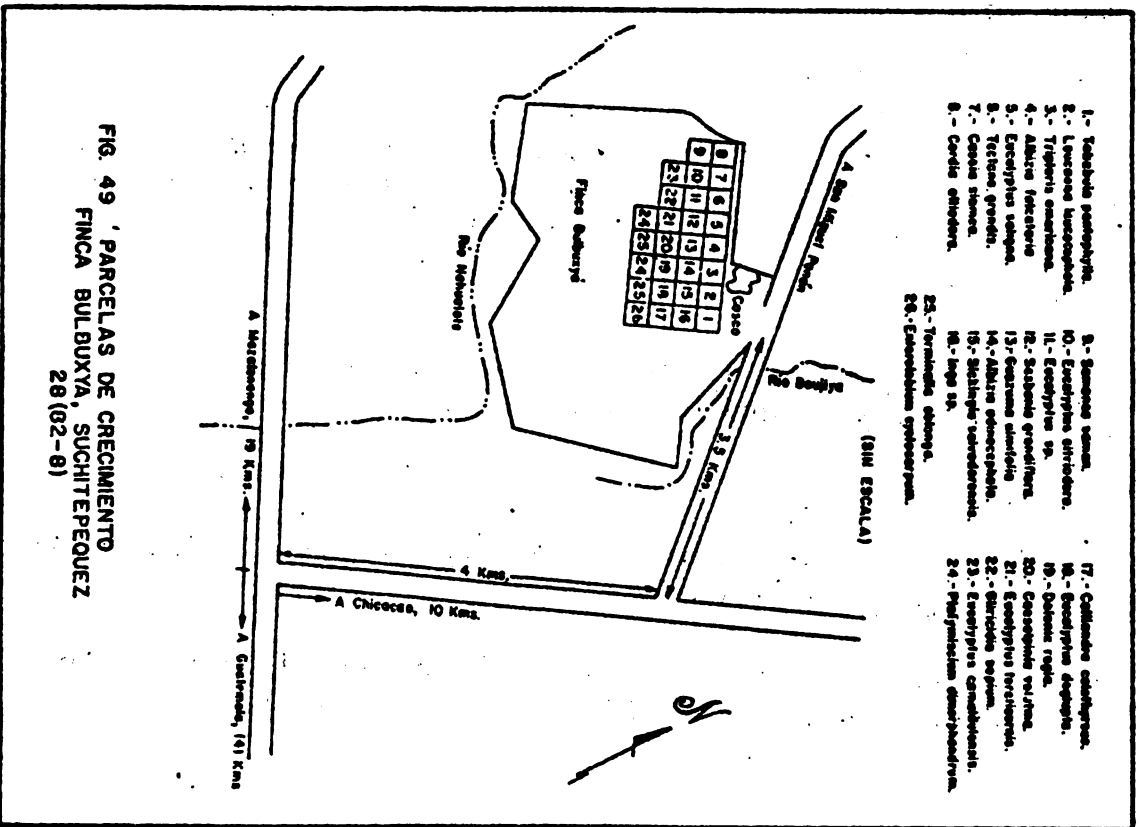 1.- Tabebuia pentaphylla.
2.- Leucaena leucocephala.
3.- Triplaris americana.
4.- Albizia falcataria
5.- Eucalyptus saligna.
6.- Tectona grandis.
7.- Cassia siamea.
8.- Cordia alliodora.
9.- Samanea saman.
10.- Eucalyptus citriodora.
11.- Eucalyptus sp.
12.- Sesbania grandiflora
13.- Guazuma ulmifolia
14.- Albizia adinocephala.
15.- Sickingia salvadorensis.
16.- Inga sp.
17.- Calliandra calothyrsus.
18.- Eucalyptus deglupta.
19.- Delonix regia.
20.- Caesalpinia velutina
21.- Eucalyptus tereticornis.
22.- Gliricidia sepium.
23.- Eucalyptus camaldulensis.
24.- Platymiscium dimorphandrum.
25.- Terminalia oblonga.
26.- Enterolobium cyclocarpum.
(SIN ESCALA)
A San Miguel Panán
Río Boujiya
3.5 Kms.
Casco
8 7 6 5 4 3 2 1
9 10 11 12 13 14 15 16
23 22 21 20 19 18 17
24 25 24 25 26
Finca Bulbuxyá
Río Nahualate
4 Kms.
A Chicacao, 10 Kms.
N
A Mazatenango, 19 Kms.
A Guatemala, 141 Kms
FIG. 49 PARCELAS DE CRECIMIENTO
FINCA BULBUXYA, SUCHITEPEQUEZ
28 (82-8)